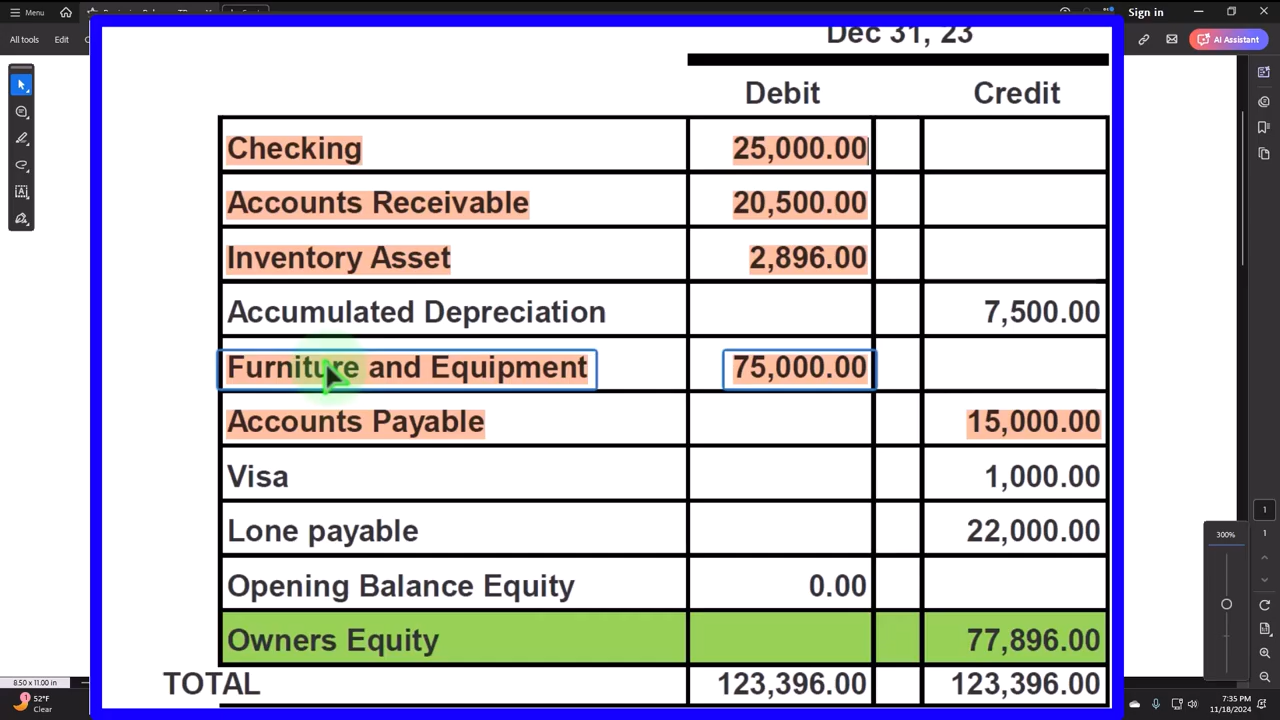 Menu
Sign in
All tools Edit
AI Assistant
Dec 31, 23
Debit Credit
Checking 25,000.00
Accounts Receivable 20,500.00
Inventory Asset 2,896.00
Accumulated Depreciation 7,500.00
Furniture and Equipment 75,000.00
Accounts Payable 15,000.00
Visa 1,000.00
Lone payable 22,000.00
Opening Balance Equity 0.00
Owners Equity 77,896.00
TOTAL 123,396.00 123,396.00
1
1
300%
8.50 x 11.00 in
52°F
Clear
7:35 PM
11/18/2024